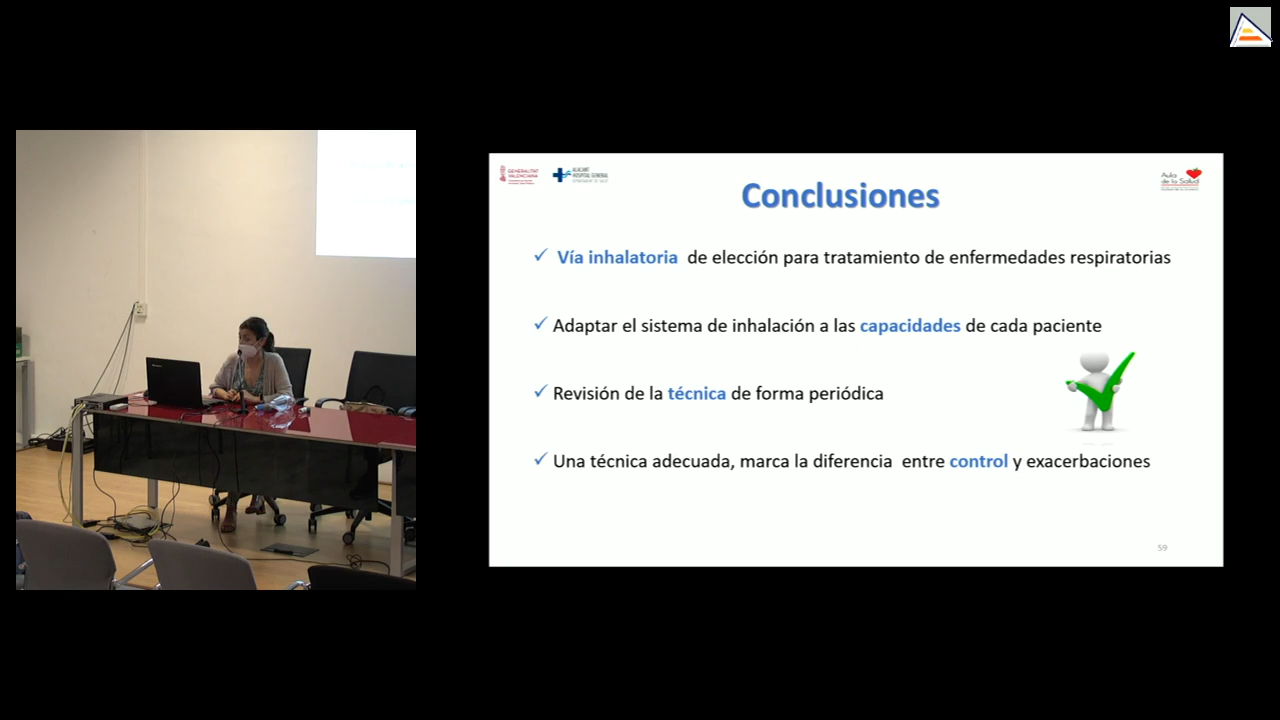 GENERALITAT
VALENCIANA
ALACANT
HOSPITAL GENERAL
Aula
de la Salud
Conclusiones
Vía inhalatoria de elección para tratamiento de enfermedades respiratorias
Adaptar el sistema de inhalación a las capacidades de cada paciente
Revisión de la técnica de forma periódica
Una técnica adecuada, marca la diferencia entre control y exacerbaciones
59